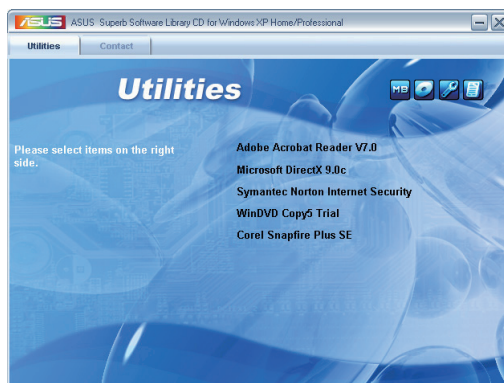 ASUS ASUS Superb Software Library CD for Windows XP Home/Professional
Utilities Contact
Utilities
MB
Please select items on the right
side.
Adobe Acrobat Reader V7.0
Microsoft DirectX 9.0c
Symantec Norton Internet Security
WinDVD Copy5 Trial
Corel Snapfire Plus SE